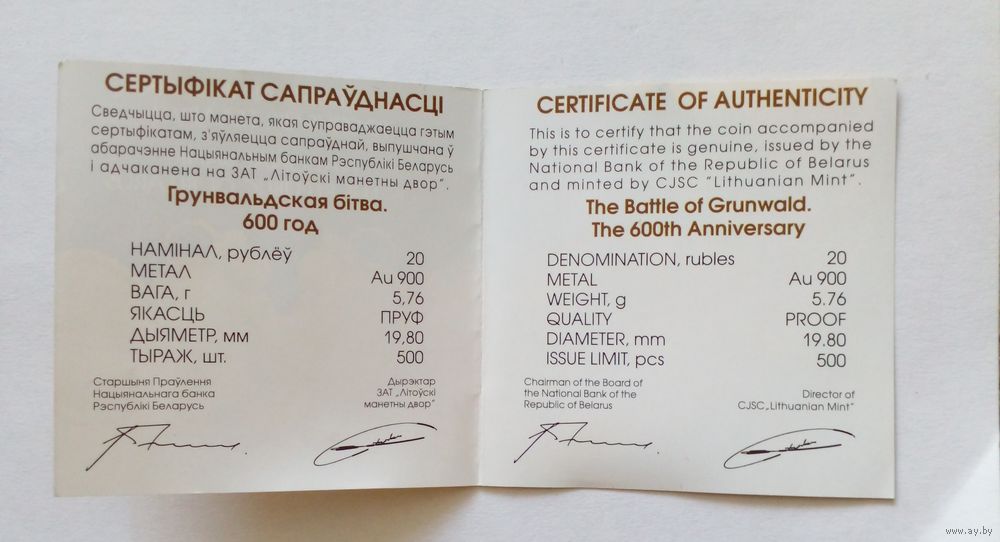 СЕРТЫФІКАТ САПРАЎДНАСЦІ
Сведчыцца, што манета, якая суправаджаецца гэтым
сертыфікатам, з'яўляецца сапраўднай, выпушчана ў
абарачэнне Нацыянальным банкам Рэспублікі Беларусь
і адчаканена на ЗАТ „Літоўскі манетны двор".
Грунвальдская бітва.
600 год
НАМІНАЛ, рублёў 20
МЕТАЛ Au 900
ВАГА, г 5,76
ЯКАСЦЬ ПРУФ
ДЫЯМЕТР, мм 19,80
ТЫРАЖ, шт. 500
Старшыня Праўлення
Нацыянальнага банка
Рэспублікі Беларусь
Дырэктар
ЗАТ „Літоўскі
манетны двор"
CERTIFICATE OF AUTHENTICITY
This is to certify that the coin accompanied
by this certificate is genuine, issued by the
National Bank of the Republic of Belarus
and minted by CJSC "Lithuanian Mint".
The Battle of Grunwald.
The 600th Anniversary
DENOMINATION, rubles 20
METAL Au 900
WEIGHT, g 5.76
QUALITY PROOF
DIAMETER, mm 19.80
ISSUE LIMIT, pcs 500
Chairman of the Board of
the National Bank of the
Republic of Belarus
Director of
CJSC„Lithuanian Mint"
www.ay.by